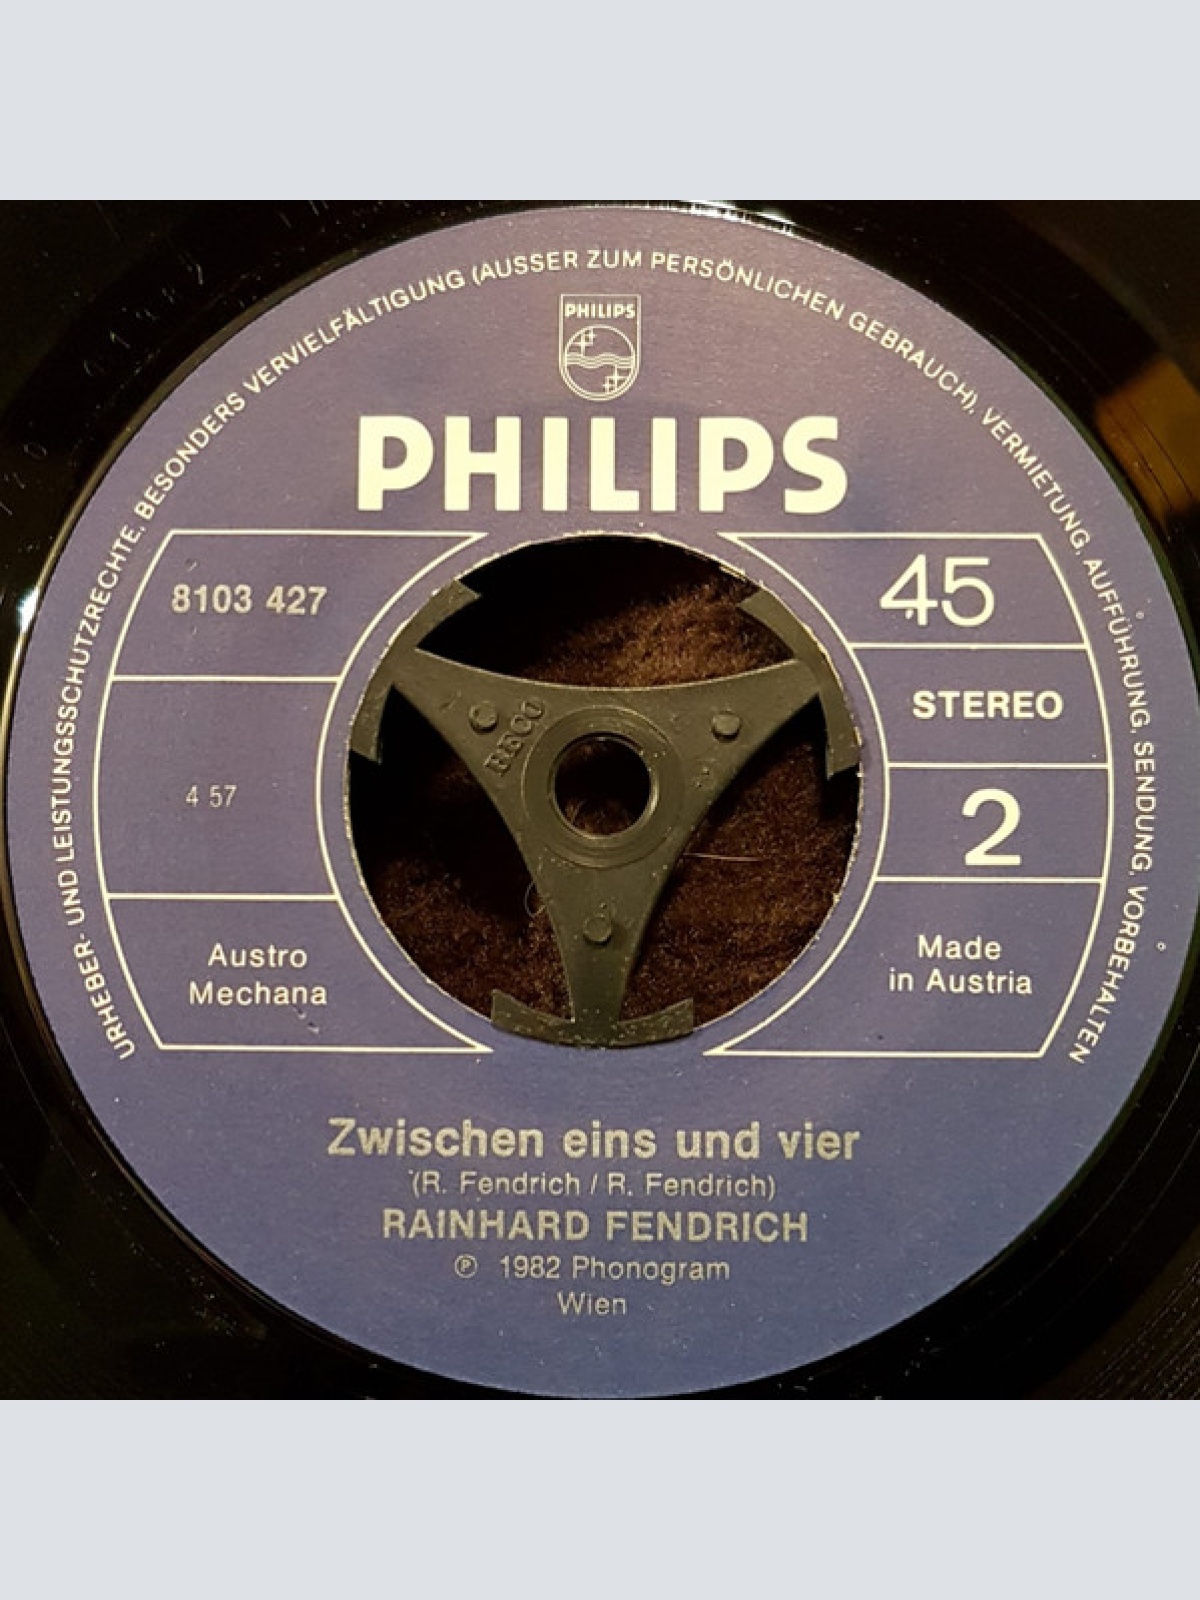 URHEBER- UND LEISTUNGSSCHUTZRECHTE, BESONDERS VERVIELFÄLTIGUNG (AUSSER ZUM PERSÖNLICHEN GEBRAUCH), VERMIETUNG, AUFFÜHRUNG, SENDUNG, VORBEHALTEN
PHILIPS
PHILIPS
8103 427
4 57
Austro
Mechana
RECO
45
STEREO
2
Made
in Austria
Zwischen eins und vier
(R. Fendrich / R. Fendrich)
RAINHARD FENDRICH
℗ 1982 Phonogram
Wien